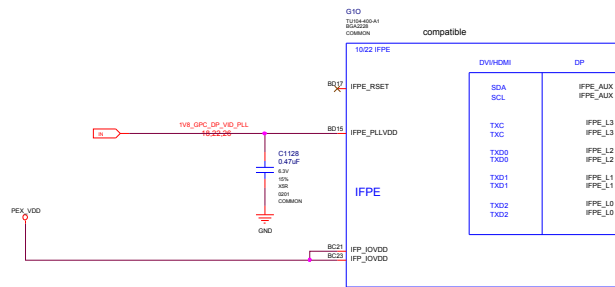 G1O
TU104-400-A1
BGA2228
COMMON
compatible
10/22 IFPE
DVI/HDMI DP
BD17 IFPE_RSET
SDA IFPE_AUX
SCL IFPE_AUX
1V8_GPC_DP_VID_PLL
IN 18,22,26 BD15 IFPE_PLLVDD
TXC IFPE_L3
TXC IFPE_L3
C1128
0.47uF
6.3V
15%
X5R
0201
COMMON
GND
TXD0 IFPE_L2
TXD0 IFPE_L2
TXD1 IFPE_L1
TXD1 IFPE_L1
IFPE
TXD2 IFPE_L0
TXD2 IFPE_L0
PEX_VDD
BC21 IFP_IOVDD
BC23 IFP_IOVDD